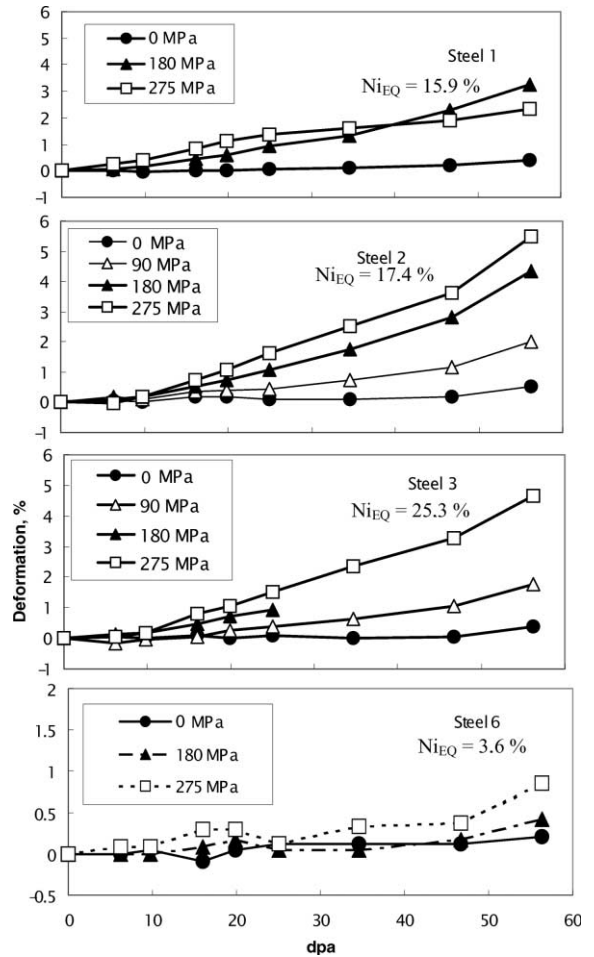 6
5
4
3
2
1
0
−1
0 MPa
180 MPa
275 MPa
Steel 1
NiEQ = 15.9 %
6
5
4
3
2
1
0
−1
0 MPa
90 MPa
180 MPa
275 MPa
Steel 2
NiEQ = 17.4 %
Deformation, %
6
5
4
3
2
1
0
−1
0 MPa
90 MPa
180 MPa
275 MPa
Steel 3
NiEQ = 25.3 %
2
1.5
1
0.5
0
-0.5
0 MPa
180 MPa
275 MPa
Steel 6
NiEQ = 3.6 %
0 10 20 30 40 50 60
dpa